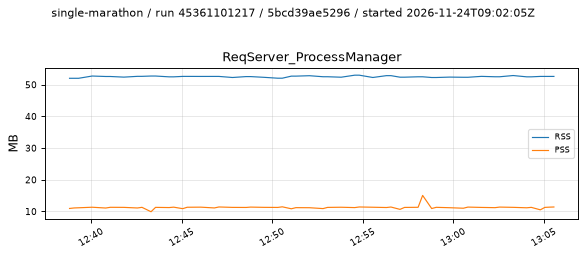 single-marathon / run 45361101217 / 5bcd39ae5296 / started 2026-11-24T09:02:05Z
ReqServer_ProcessManager
MB
50
40
30
20
10
RSS
PSS
12:40
12:45
12:50
12:55
13:00
13:05